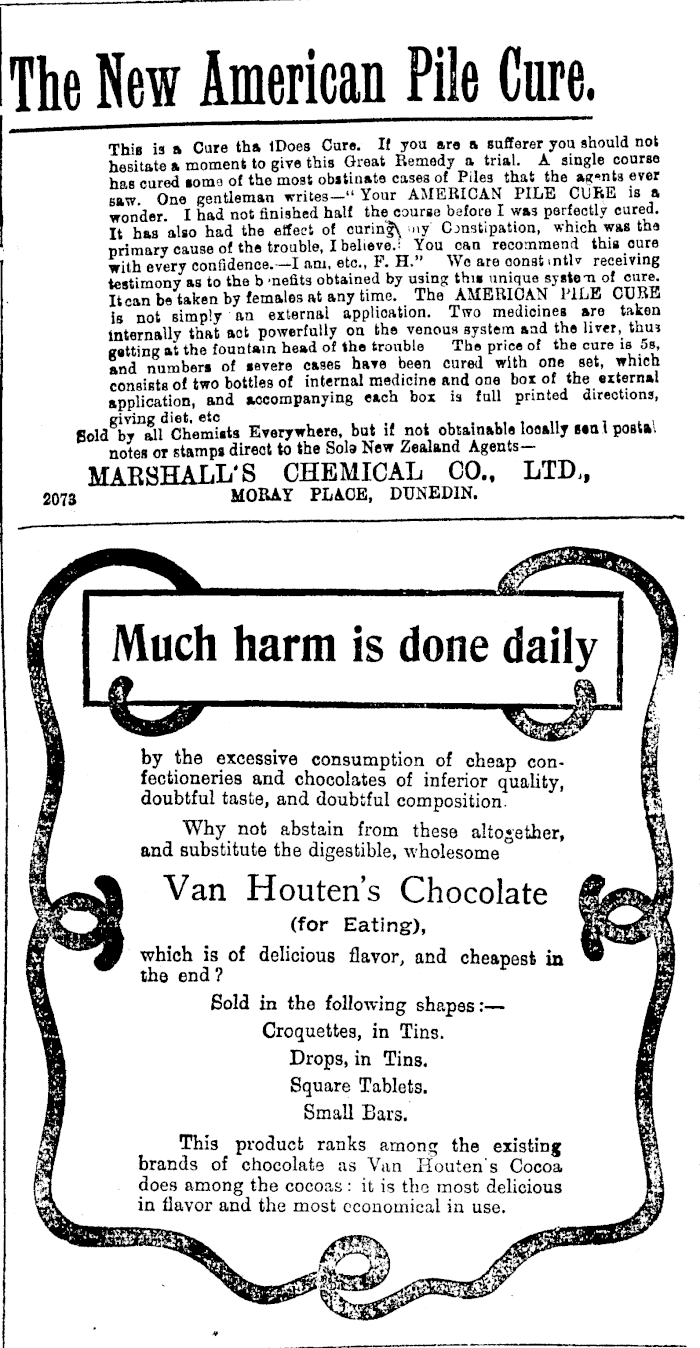 The New American Pile Cure.
This is a Cure tha 1Does Cure. If you are a sufferer you should not
hesitate a moment to give this Great Remedy a trial. A single course
has cured some of the most obstinate cases of Piles that the agents ever
saw. One gentleman writes—“ Your AMERICAN PILE CURE is a
wonder. I had not finished half the course before I was perfectly cured.
It has also had the effect of curing my Constipation, which was the
primary cause of the trouble, I believe. You can recommend this cure
with every confidence.—I am, etc., F. H.” We are constantly receiving
testimony as to the benefits obtained by using this unique system of cure.
It can be taken by females at any time. The AMERICAN PILE CURE
is not simply an external application. Two medicines are taken
internally that act powerfully on the venous system and the liver, thus
getting at the fountain head of the trouble The price of the cure is 5s,
and numbers of severe cases have been cured with one set, which
consists of two bottles of internal medicine and one box of the external
application, and accompanying each box is full printed directions,
giving diet, etc
Sold by all Chemists Everywhere, but if not obtainable locally send postal
notes or stamps direct to the Sole New Zealand Agents—
MARSHALL'S CHEMICAL CO., LTD.,
2073 MORAY PLACE, DUNEDIN.
Much harm is done daily
by the excessive consumption of cheap con-
fectioneries and chocolates of inferior quality,
doubtful taste, and doubtful composition.
Why not abstain from these altogether,
and substitute the digestible, wholesome
Van Houten's Chocolate
(for Eating),
which is of delicious flavor, and cheapest in
the end ?
Sold in the following shapes :—
Croquettes, in Tins.
Drops, in Tins.
Square Tablets.
Small Bars.
This product ranks among the existing
brands of chocolate as Van Houten's Cocoa
does among the cocoas : it is the most delicious
in flavor and the most economical in use.